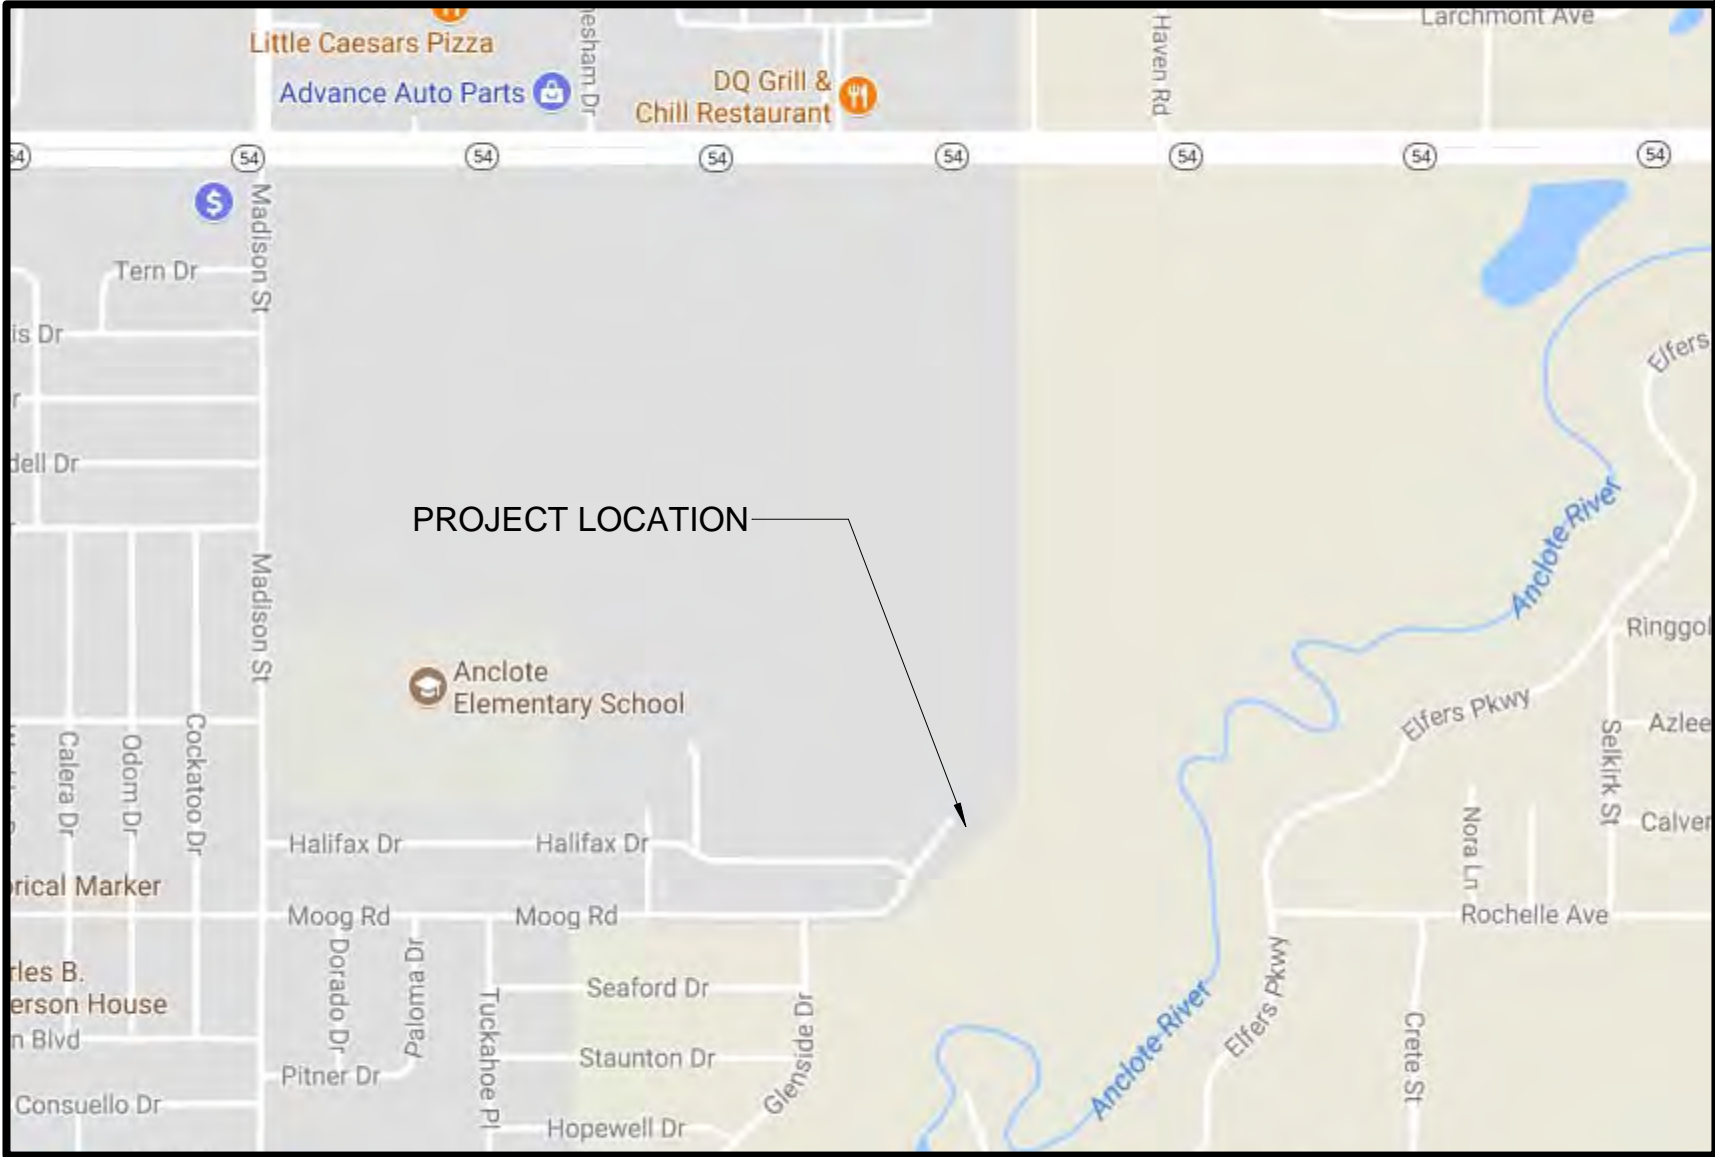 Larchmont Ave
Little Caesars Pizza
esham Dr
Haven Rd
DQ Grill &
Chill Restaurant
Advance Auto Parts
54
54
54
54
54
54
54
54
$
Madison St
Tern Dr
is Dr
Elfers
dell Dr
PROJECT LOCATION
Anclote River
Madison St
Ringgol
Anclote
Elementary School
Elfers Pkwy
Azlee
Selkirk St
Calera Dr
Odom Dr
Cockatoo Dr
Calver
Nora Ln
Halifax Dr
Halifax Dr
orical Marker
Moog Rd
Moog Rd
Rochelle Ave
Dorado Dr
Paloma Dr
rles B.
erson House
Seaford Dr
Tuckahoe Pl
Glenside Dr
Anclote River
Elfers Pkwy
Crete St
n Blvd
Staunton Dr
Pitner Dr
Consuello Dr
Hopewell Dr